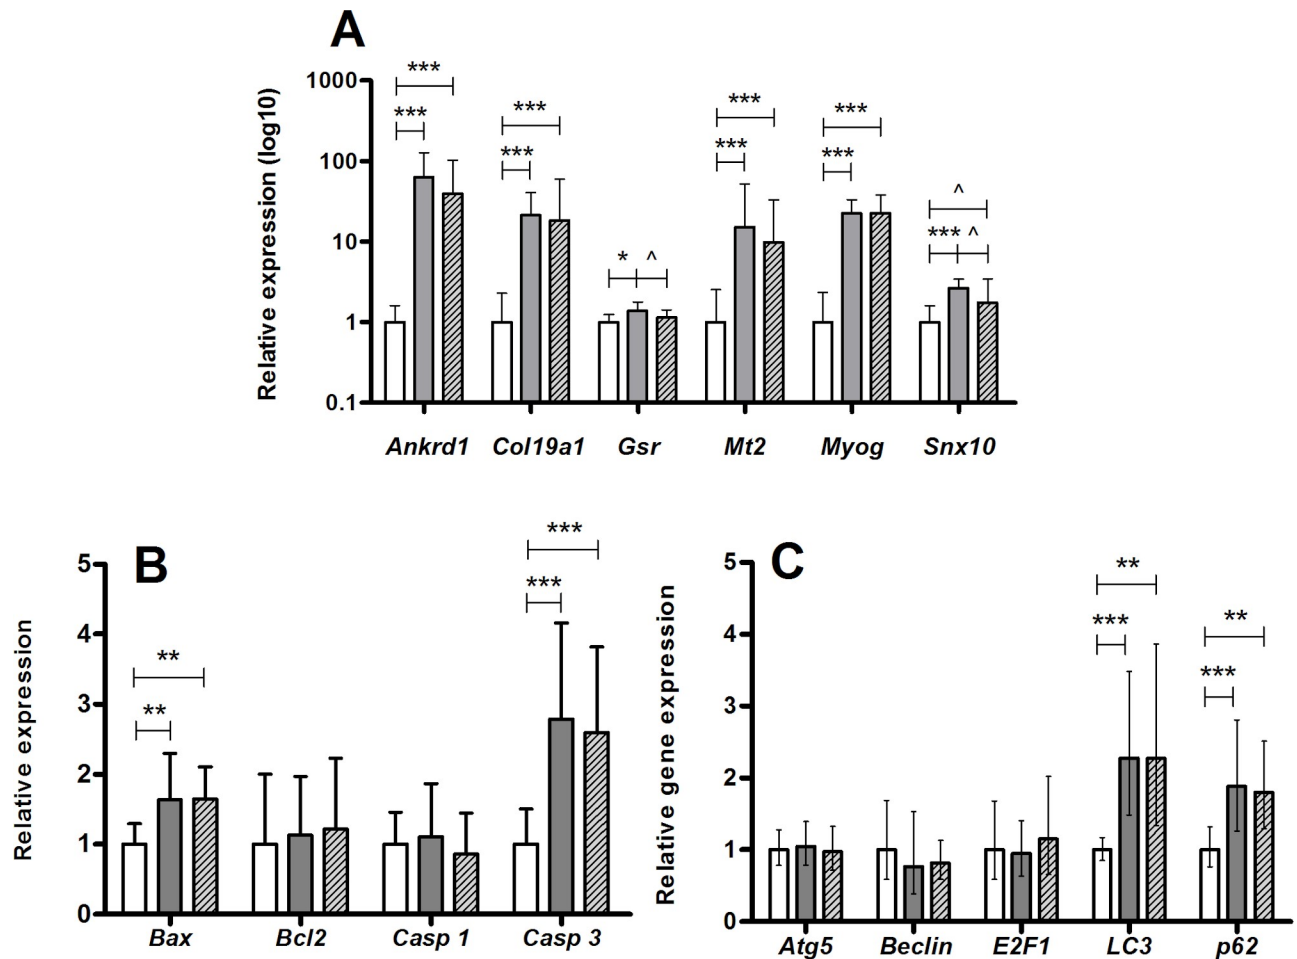 A
Relative expression (log10)
1000
100
10
1
0.1
*** *** *** *** * ^ *** *** *** *** ^ *** ^
Ankrd1 Col19a1 Gsr Mt2 Myog Snx10
B
Relative expression
5
4
3
2
1
0
** ** *** ***
Bax Bcl2 Casp 1 Casp 3
C
Relative gene expression
5
4
3
2
1
0
** *** ** ***
Atg5 Beclin E2F1 LC3 p62